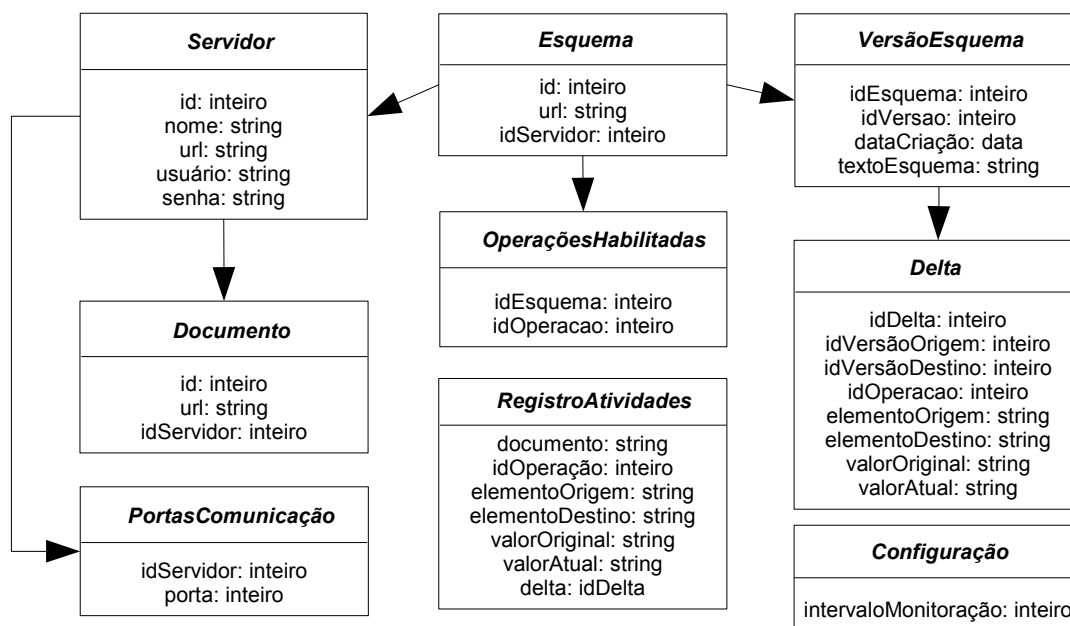 Servidor
id: inteiro
nome: string
url: string
usuário: string
senha: string
Esquema
id: inteiro
url: string
idServidor: inteiro
VersãoEsquema
idEsquema: inteiro
idVersao: inteiro
dataCriação: data
textoEsquema: string
OperaçõesHabilitadas
idEsquema: inteiro
idOperacao: inteiro
Delta
idDelta: inteiro
idVersãoOrigem: inteiro
idVersãoDestino: inteiro
idOperacao: inteiro
elementoOrigem: string
elementoDestino: string
valorOriginal: string
valorAtual: string
Documento
id: inteiro
url: string
idServidor: inteiro
RegistroAtividades
documento: string
idOperação: inteiro
elementoOrigem: string
elementoDestino: string
valorOriginal: string
valorAtual: string
delta: idDelta
PortasComunicação
idServidor: inteiro
porta: inteiro
Configuração
intervaloMonitoração: inteiro